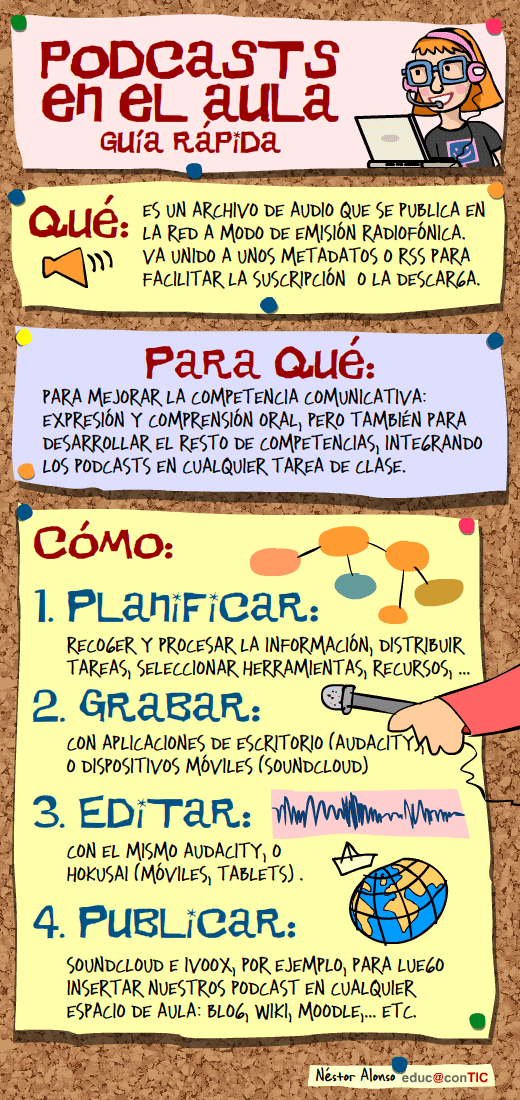 PODCASTS
en el aula
Guía Rápida
Qué:
ES UN ARCHIVO DE AUDIO QUE SE PUBLICA EN
LA RED A MODO DE EMISIÓN RADIOFÓNICA.
VA UNIDO A UNOS METADATOS O RSS PARA
FACILITAR LA SUSCRIPCIÓN O LA DESCARGA.
Para Qué:
PARA MEJORAR LA COMPETENCIA COMUNICATIVA:
EXPRESIÓN Y COMPRENSIÓN ORAL, PERO TAMBIÉN PARA
DESARROLLAR EL RESTO DE COMPETENCIAS, INTEGRANDO
LOS PODCASTS EN CUALQUIER TAREA DE CLASE.
Cómo:
1. Planificar:
RECOGER Y PROCESAR LA INFORMACIÓN, DISTRIBUIR
TAREAS, SELECCIONAR HERRAMIENTAS, RECURSOS, ...
2. Grabar:
CON APLICACIONES DE ESCRITORIO (AUDACITY),
O DISPOSITIVOS MÓVILES (SOUNDCLOUD)
3. Editar:
CON EL MISMO AUDACITY, O
HOKUSAI (MÓVILES, TABLETS) .
4. Publicar:
SOUNDCLOUD E IVOOX, POR EJEMPLO, PARA LUEGO
INSERTAR NUESTROS PODCAST EN CUALQUIER
ESPACIO DE AULA: BLOG, WIKI, MOODLE,... ETC.
Néstor Alonso educ@conTIC